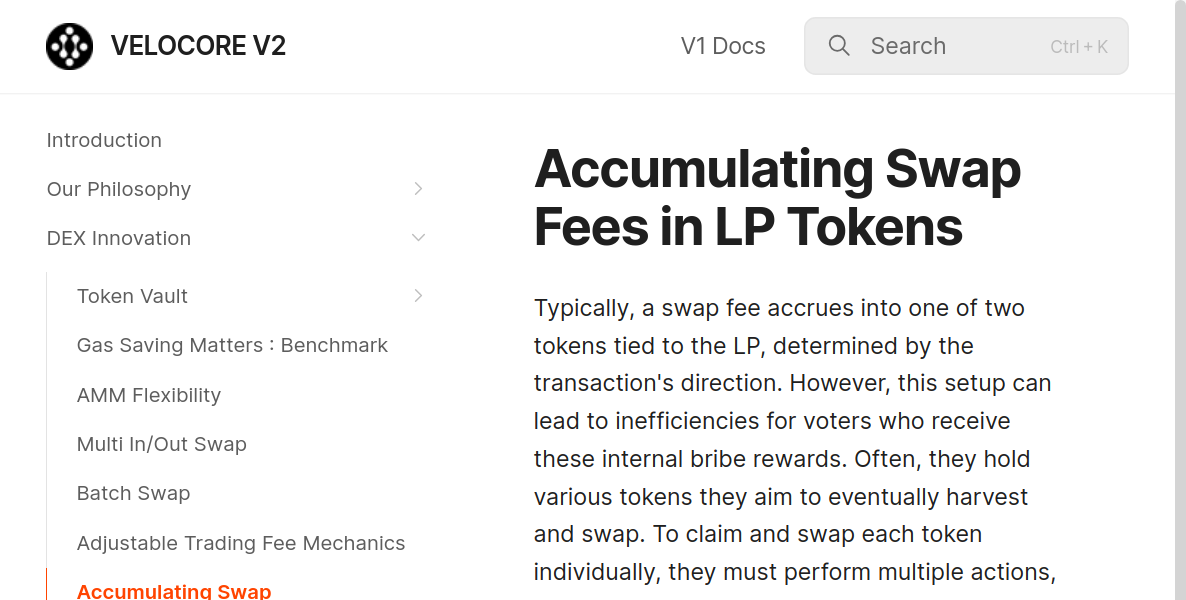 VELOCORE V2
V1 Docs
Search
Ctrl + K
Introduction
Our Philosophy
DEX Innovation
Token Vault
Gas Saving Matters : Benchmark
AMM Flexibility
Multi In/Out Swap
Batch Swap
Adjustable Trading Fee Mechanics
Accumulating Swap
Accumulating Swap
Fees in LP Tokens
Typically, a swap fee accrues into one of two
tokens tied to the LP, determined by the
transaction's direction. However, this setup can
lead to inefficiencies for voters who receive
these internal bribe rewards. Often, they hold
various tokens they aim to eventually harvest
and swap. To claim and swap each token
individually, they must perform multiple actions,